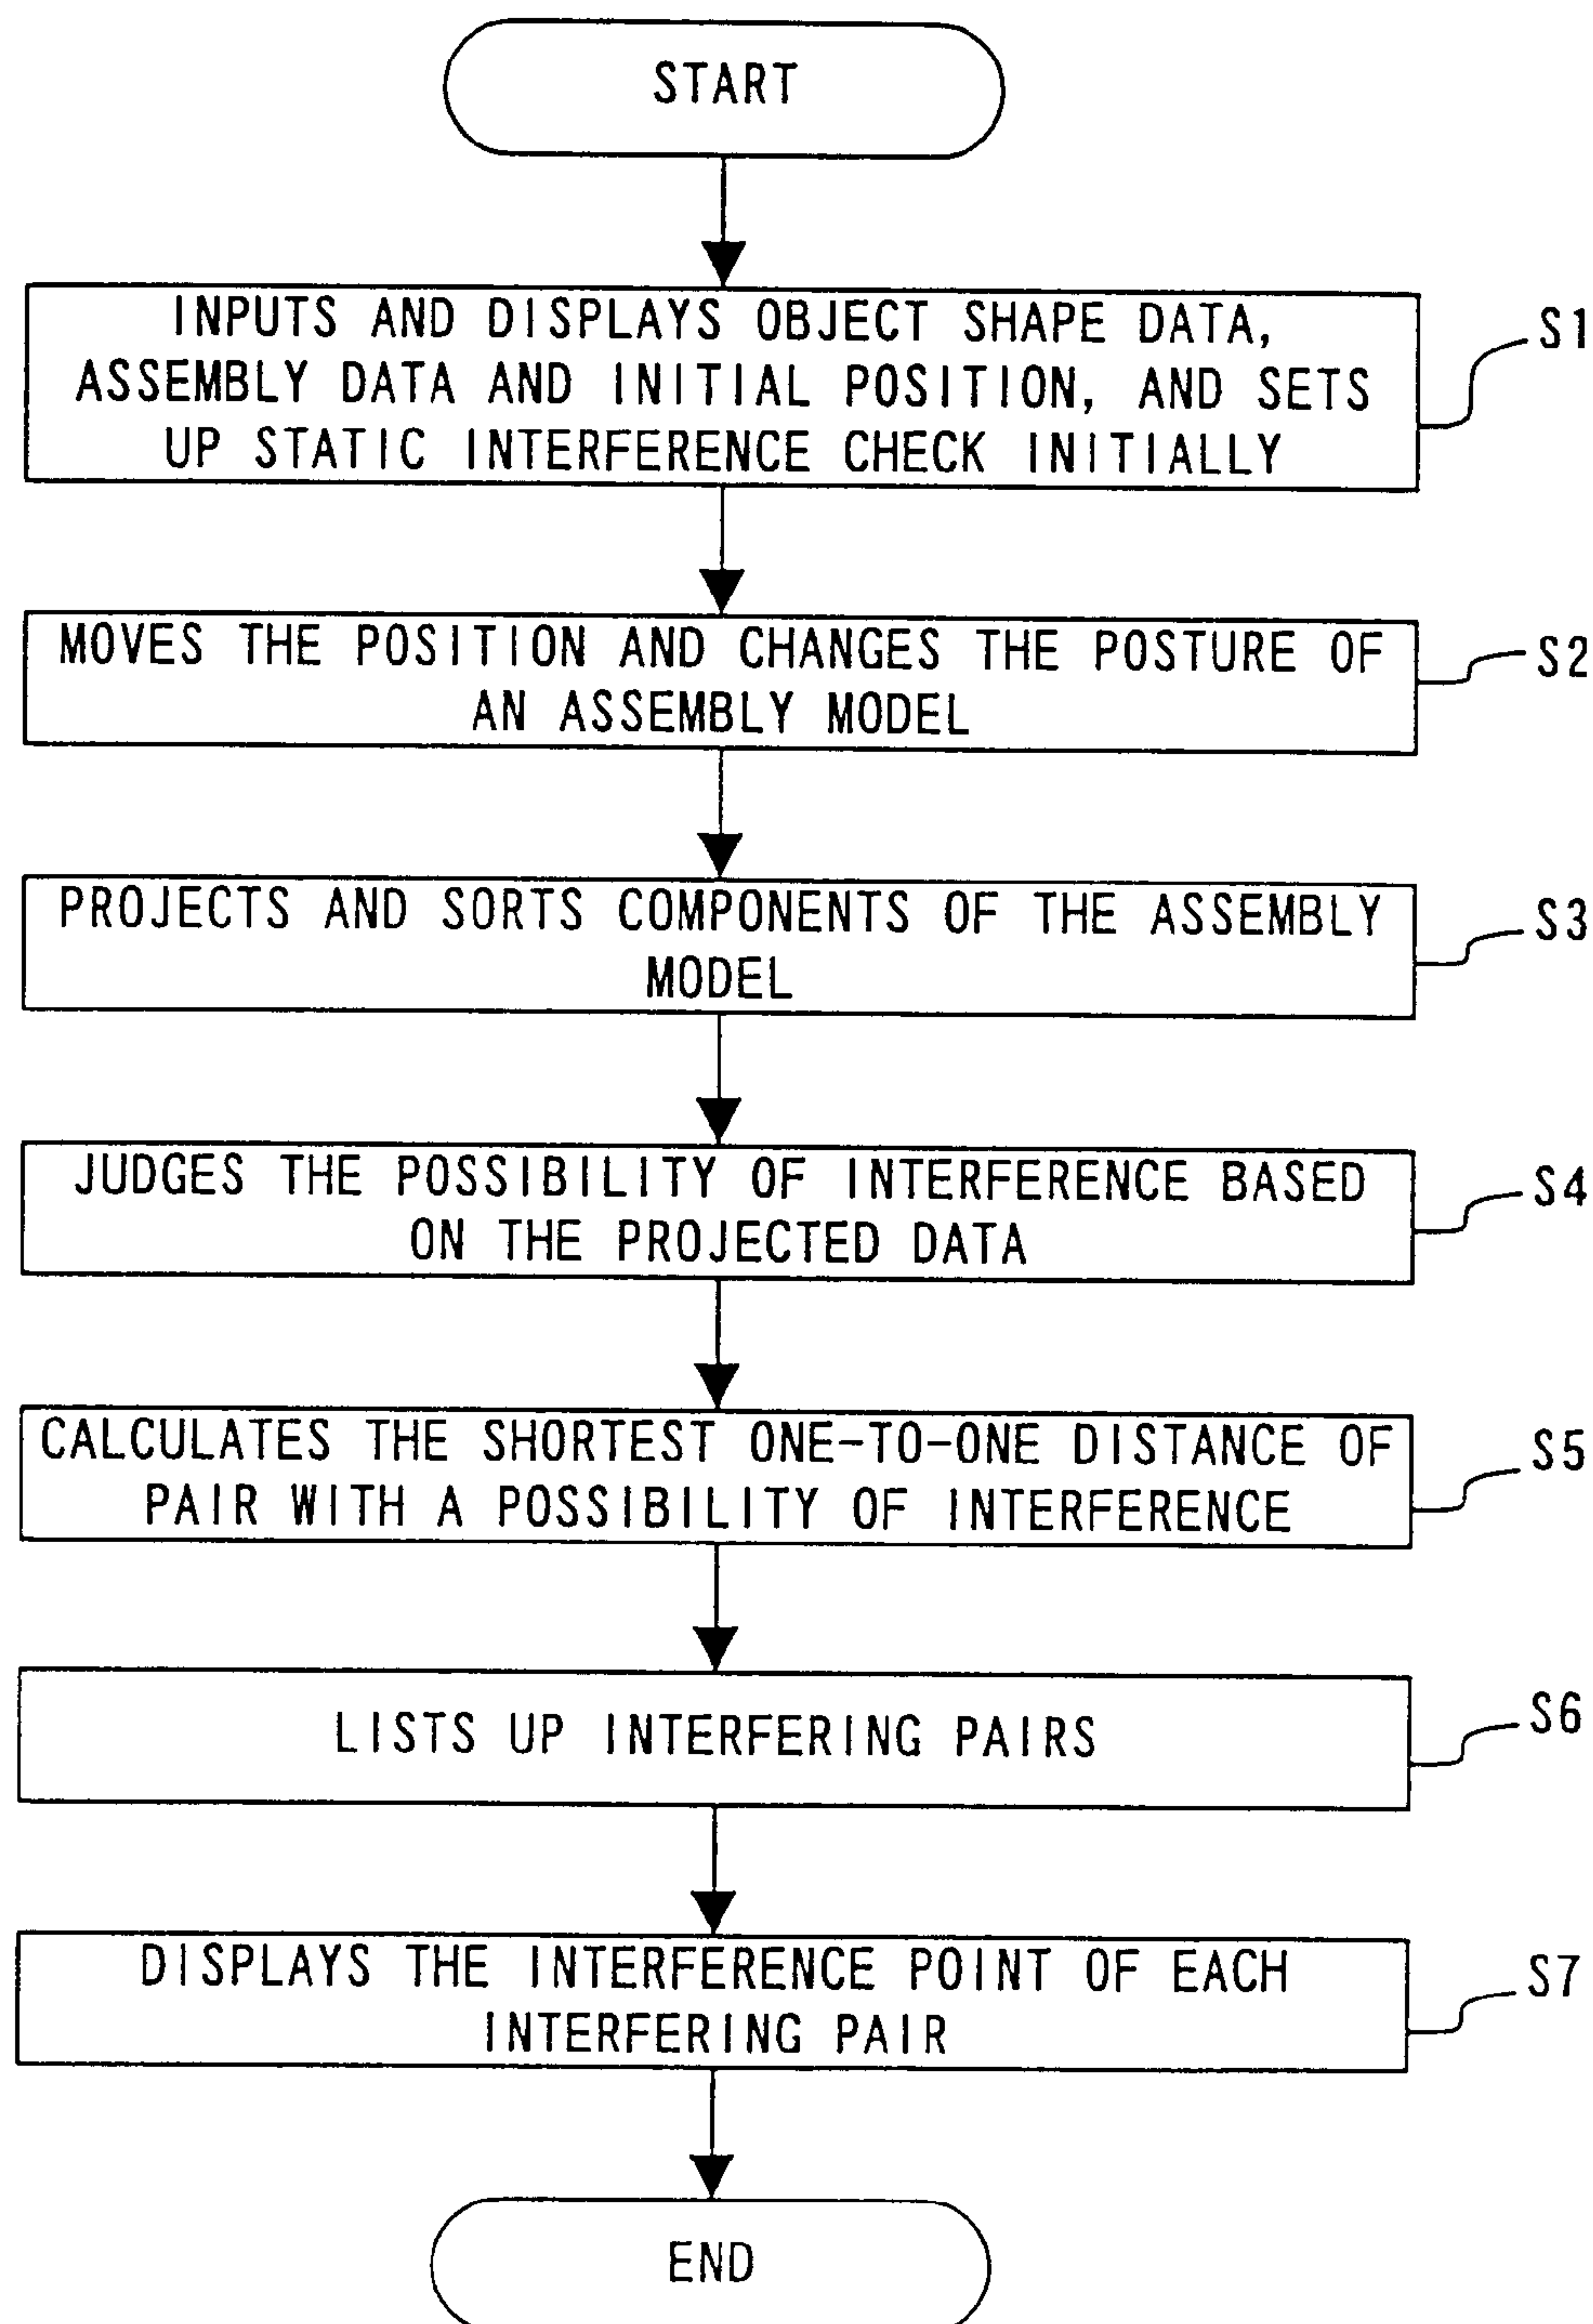 START
INPUTS AND DISPLAYS OBJECT SHAPE DATA,
ASSEMBLY DATA AND INITIAL POSITION, AND SETS
UP STATIC INTERFERENCE CHECK INITIALLY
S1
MOVES THE POSITION AND CHANGES THE POSTURE OF
AN ASSEMBLY MODEL
S2
PROJECTS AND SORTS COMPONENTS OF THE ASSEMBLY
MODEL
S3
JUDGES THE POSSIBILITY OF INTERFERENCE BASED
ON THE PROJECTED DATA
S4
CALCULATES THE SHORTEST ONE-TO-ONE DISTANCE OF
PAIR WITH A POSSIBILITY OF INTERFERENCE
S5
LISTS UP INTERFERING PAIRS
S6
DISPLAYS THE INTERFERENCE POINT OF EACH
INTERFERING PAIR
S7
END